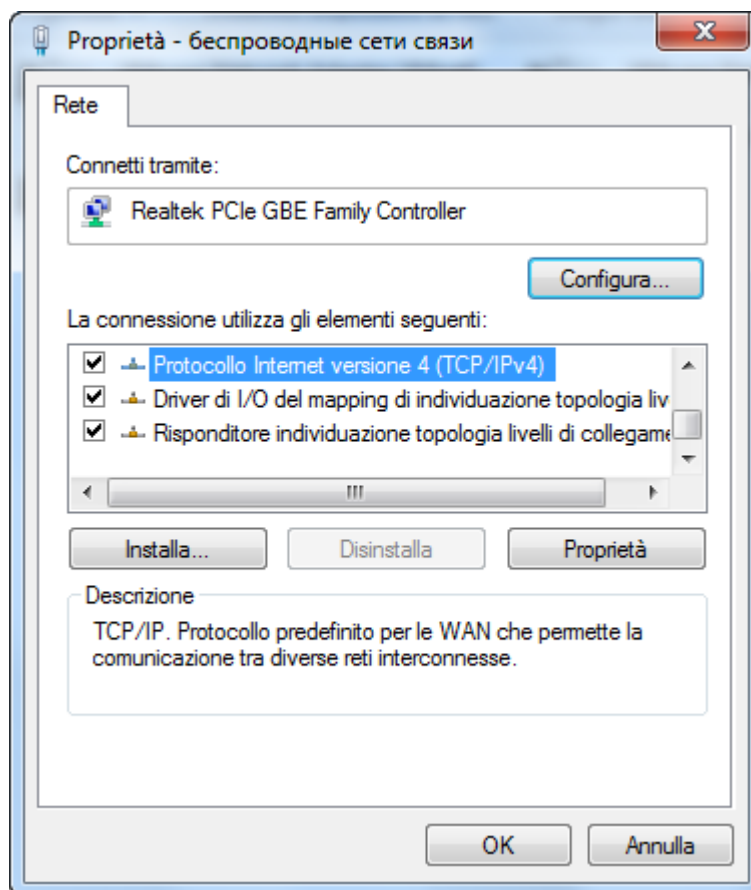 Proprietà - беспроводные сети связи
Rete
Connetti tramite:
Realtek PCIe GBE Family Controller
Configura...
La connessione utilizza gli elementi seguenti:
Protocollo Internet versione 4 (TCP/IPv4)
Driver di I/O del mapping di individuazione topologia liv
Risponditore individuazione topologia livelli di collegame
Installa...
Disinstalla
Proprietà
Descrizione
TCP/IP. Protocollo predefinito per le WAN che permette la
comunicazione tra diverse reti interconnesse.
OK
Annulla